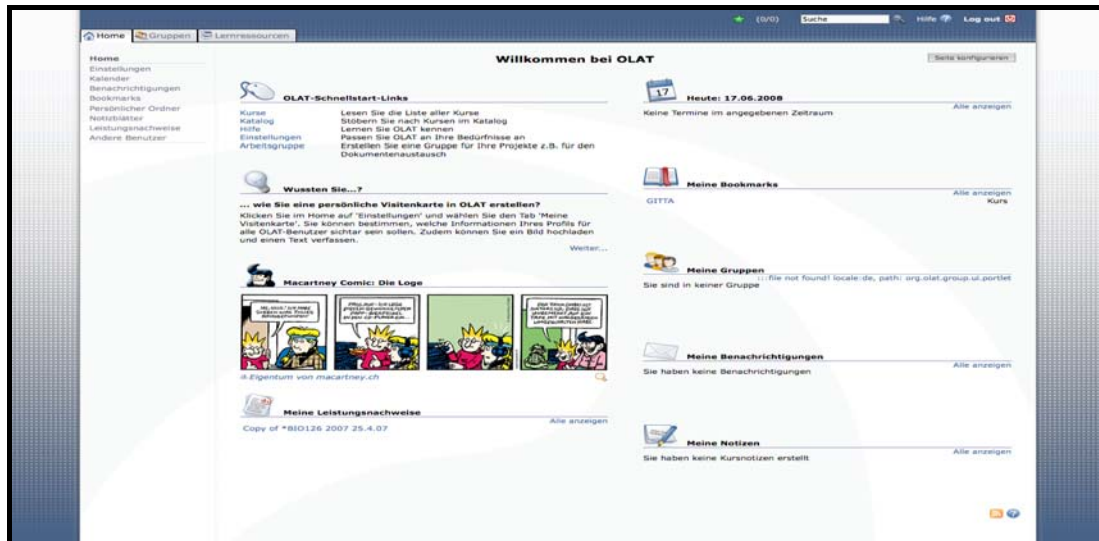 (0/0) Suche Hilfe Log out
Home Gruppen Lernressourcen
Home
Einstellungen
Kalender
Benachrichtigungen
Bookmarks
Persönlicher Ordner
Notizblätter
Leistungsnachweise
Andere Benutzer
Willkommen bei OLAT
Seite konfigurieren
OLAT-Schnellstart-Links
Kurse Lesen Sie die Liste aller Kurse
Katalog Stöbern Sie nach Kursen im Katalog
Hilfe Lernen Sie OLAT kennen
Einstellungen Passen Sie OLAT an Ihre Bedürfnisse an
Arbeitsgruppe Erstellen Sie eine Gruppe für Ihre Projekte z.B. für den
Dokumentenaustausch
Wussten Sie...?
... wie Sie eine persönliche Visitenkarte in OLAT erstellen?
Klicken Sie im Home auf 'Einstellungen' und wählen Sie den Tab 'Meine
Visitenkarte'. Sie können bestimmen, welche Informationen Ihres Profils für
alle OLAT-Benutzer sichtar sein sollen. Zudem können Sie ein Bild hochladen
und einen Text verfassen.
Weiter...
Macartney Comic: Die Loge
Eigentum von macartney.ch
Meine Leistungsnachweise
Alle anzeigen
Copy of *BIO126 2007 25.4.07
17
Heute: 17.06.2008
Alle anzeigen
Keine Termine im angegebenen Zeitraum
Meine Bookmarks
Alle anzeigen
GITTA Kurs
Meine Gruppen
:::file not found! locale:de, path: org.olat.group.ui.portlet
Sie sind in keiner Gruppe
Meine Benachrichtigungen
Alle anzeigen
Sie haben keine Benachrichtigungen
Meine Notizen
Alle anzeigen
Sie haben keine Kursnotizen erstellt